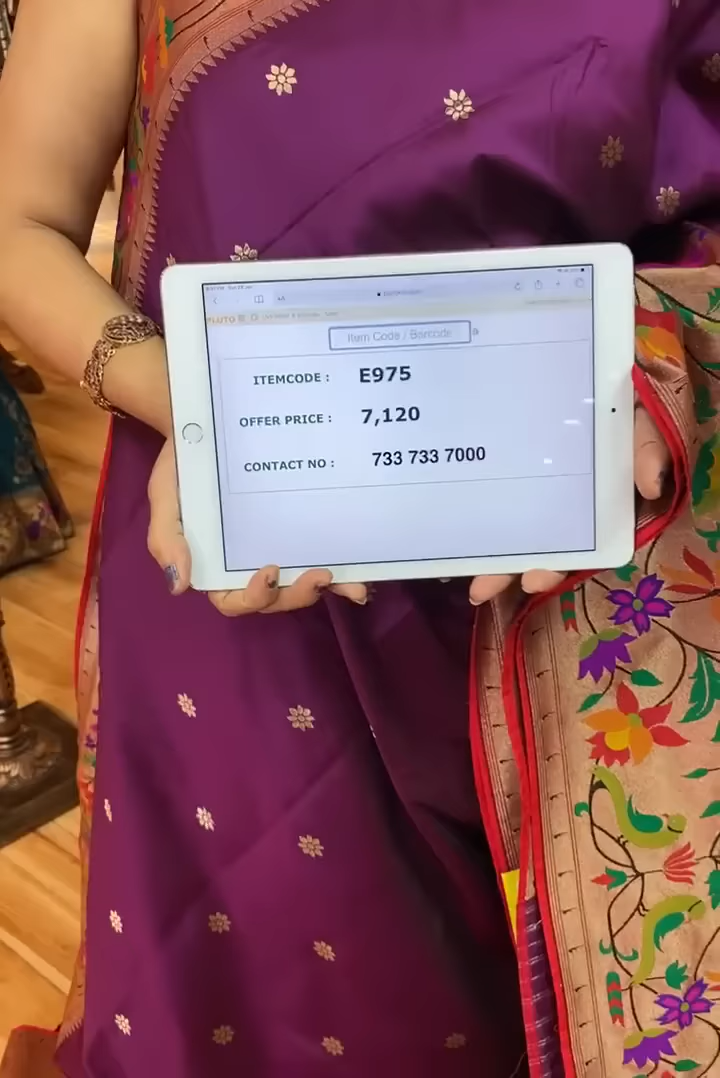 Item Code / Barcode
ITEMCODE : E975
OFFER PRICE : 7,120
CONTACT NO : 733 733 7000